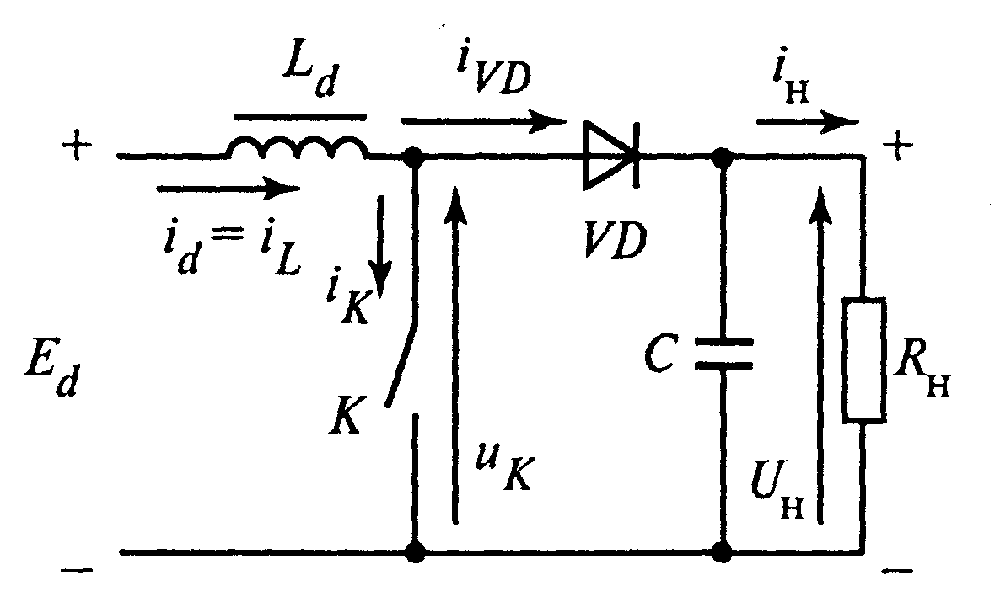 L_d
i_VD
i_н
+
+
i_d = i_L
VD
i_K
E_d
C
R_н
K
u_K
U_н
−
−